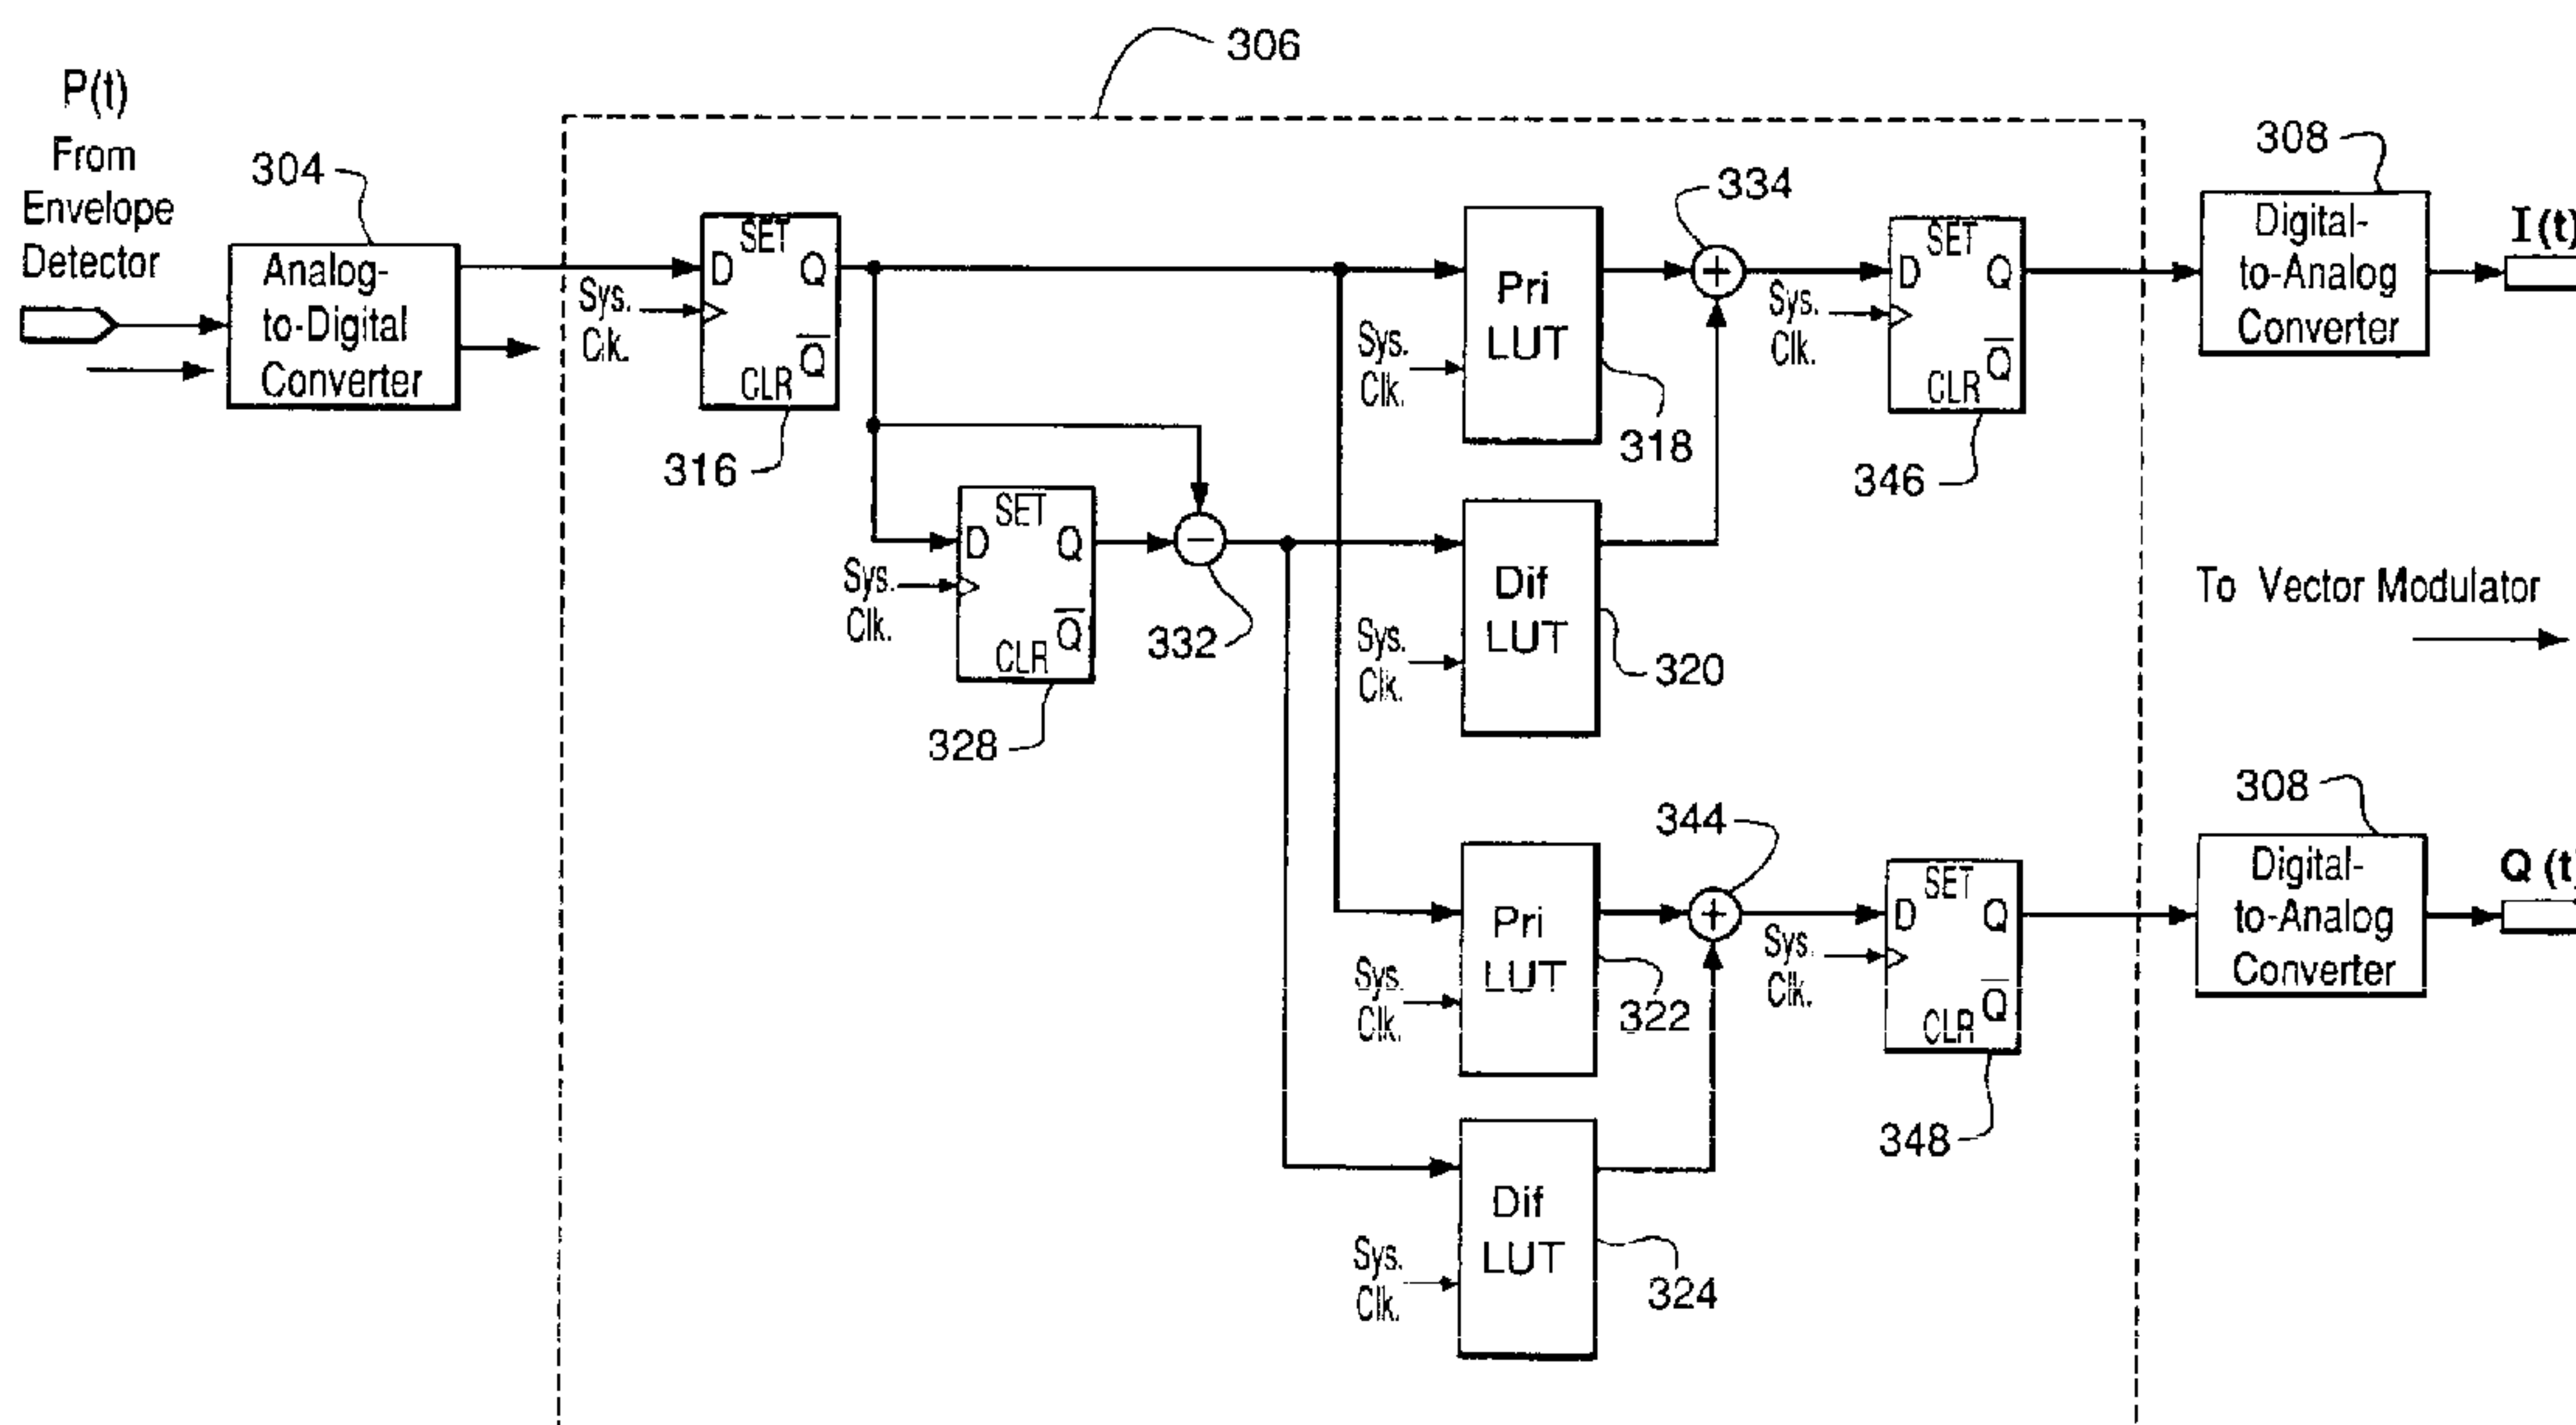 306
P(t)
From
Envelope
Detector
304
Analog-
to-Digital
Converter
Sys.
Clk.
SET
D Q
Q̅
CLR
316
Sys.
Clk.
SET
D Q
Q̅
CLR
328
−
332
Pri
LUT
Sys.
Clk.
318
Dif
LUT
Sys.
Clk.
320
334
+
Sys.
Clk.
SET
D Q
Q̅
CLR
346
308
Digital-
to-Analog
Converter
I(t)
To Vector Modulator
Pri
LUT
Sys.
Clk.
322
Dif
LUT
Sys.
Clk.
324
344
+
Sys.
Clk.
SET
D Q
Q̅
CLR
348
308
Digital-
to-Analog
Converter
Q (t)